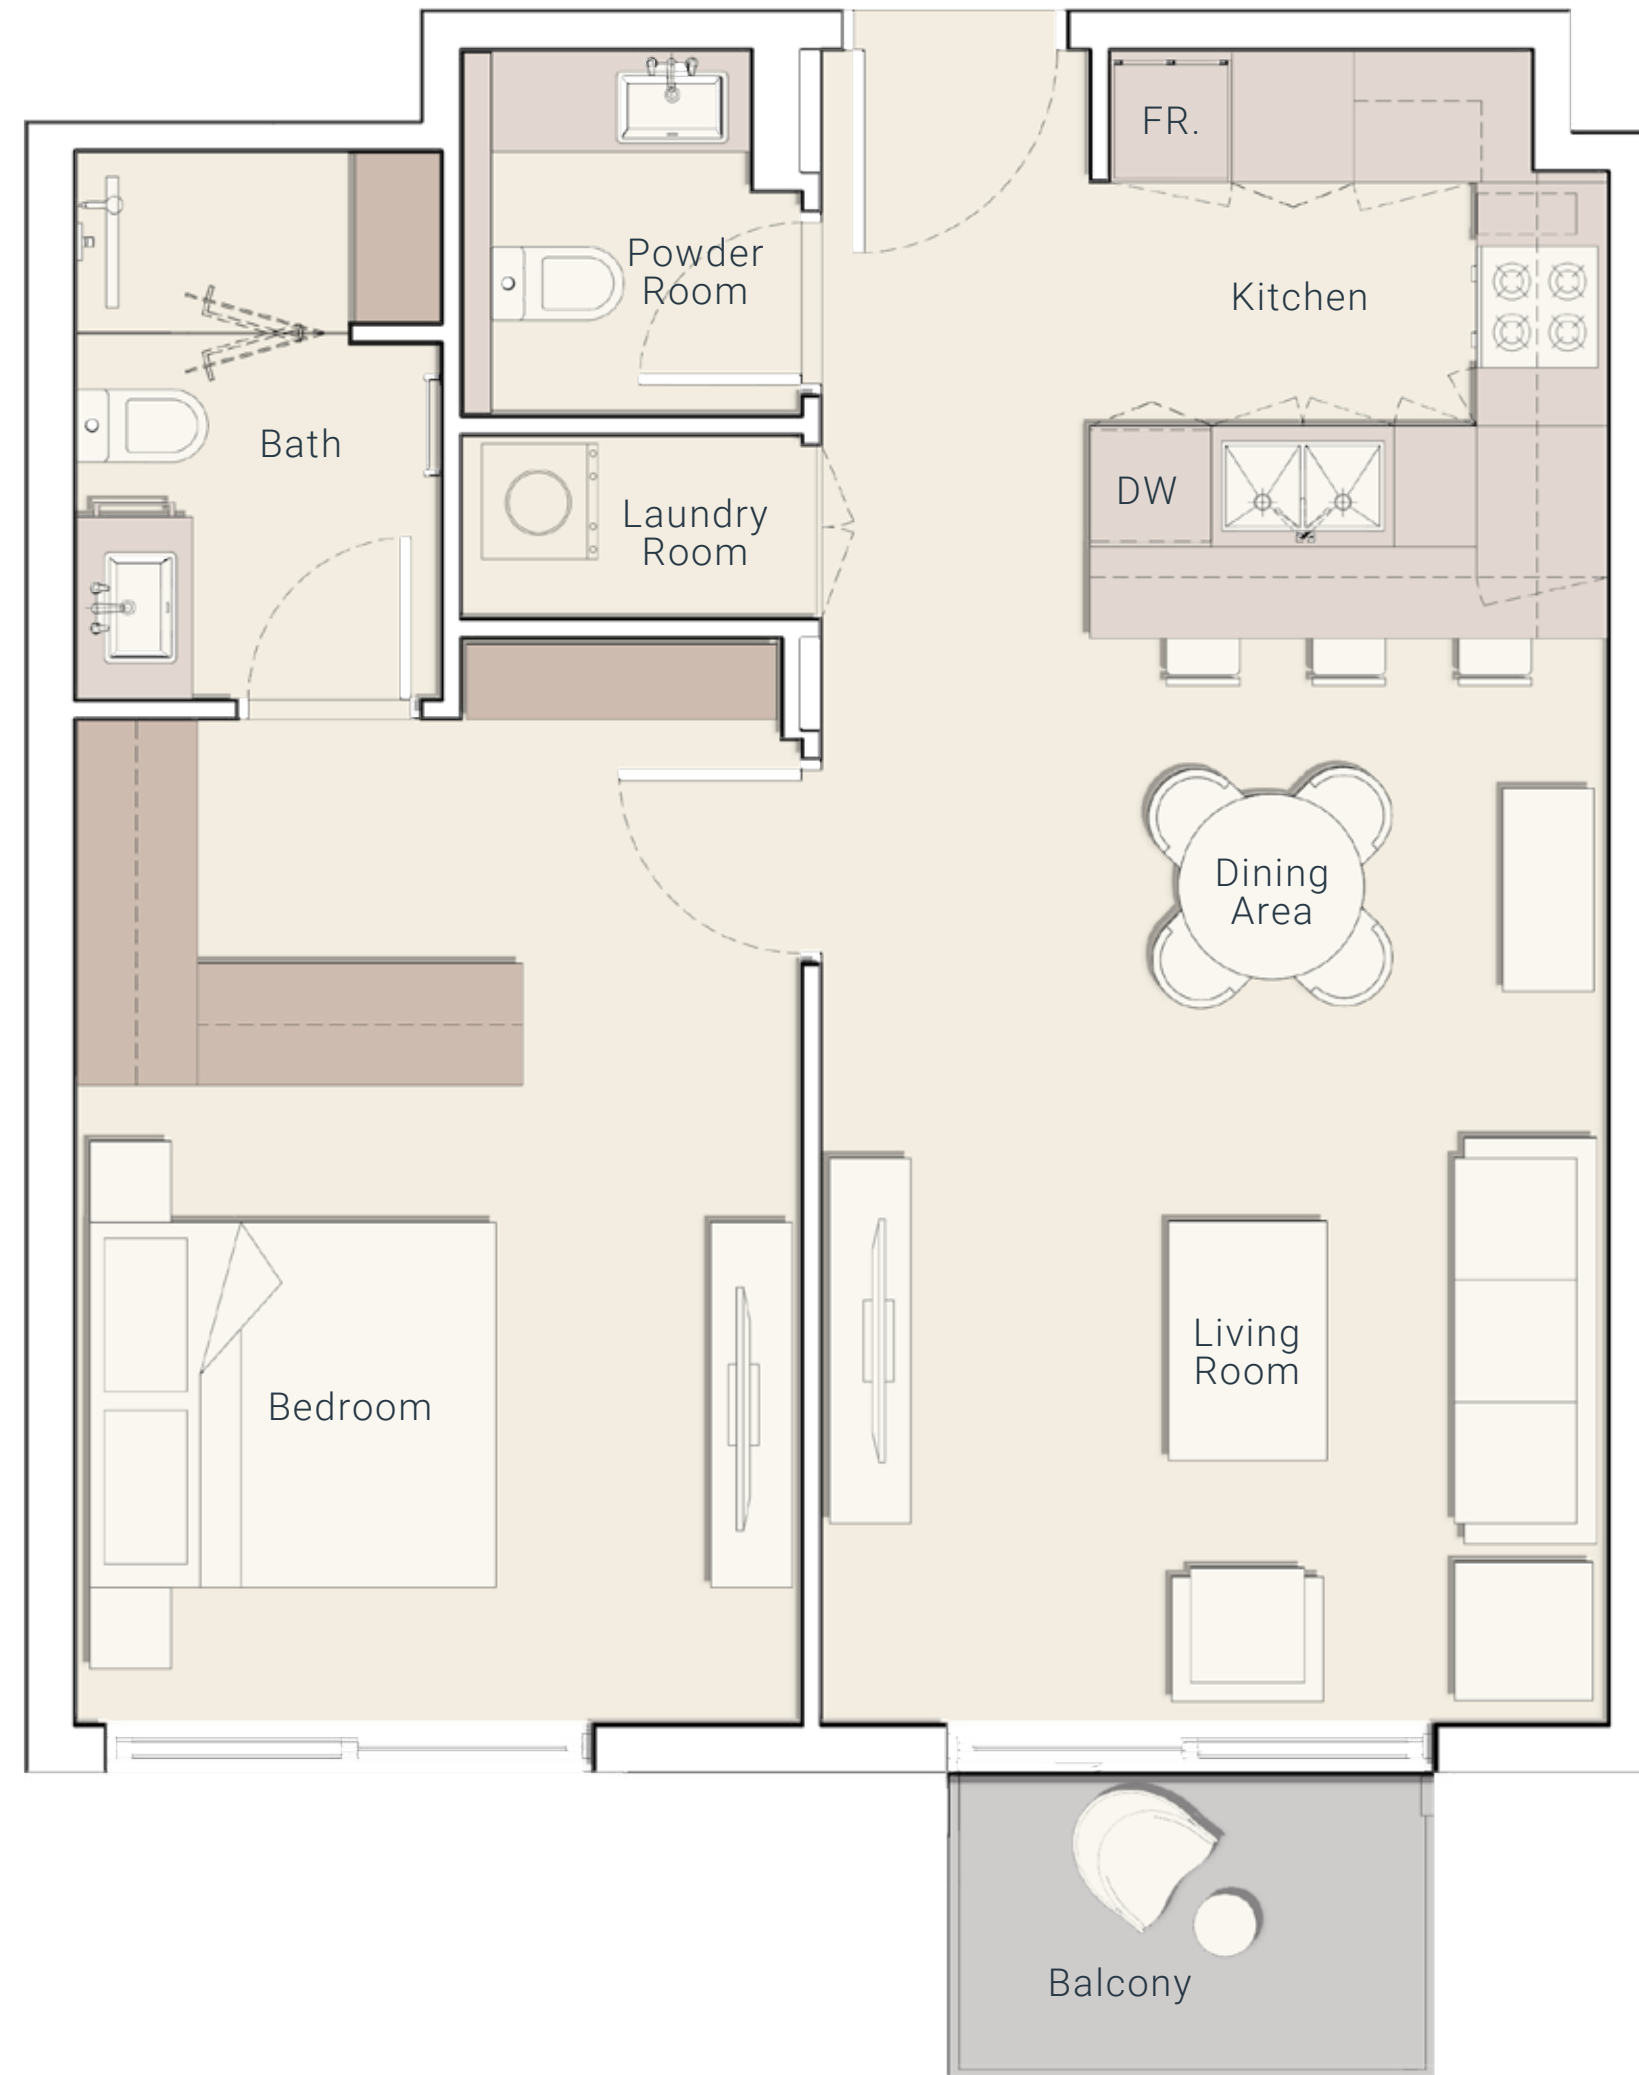 FR.
Powder
Room
Kitchen
Bath
DW
Laundry
Room
Dining
Area
Living
Room
Bedroom
Balcony